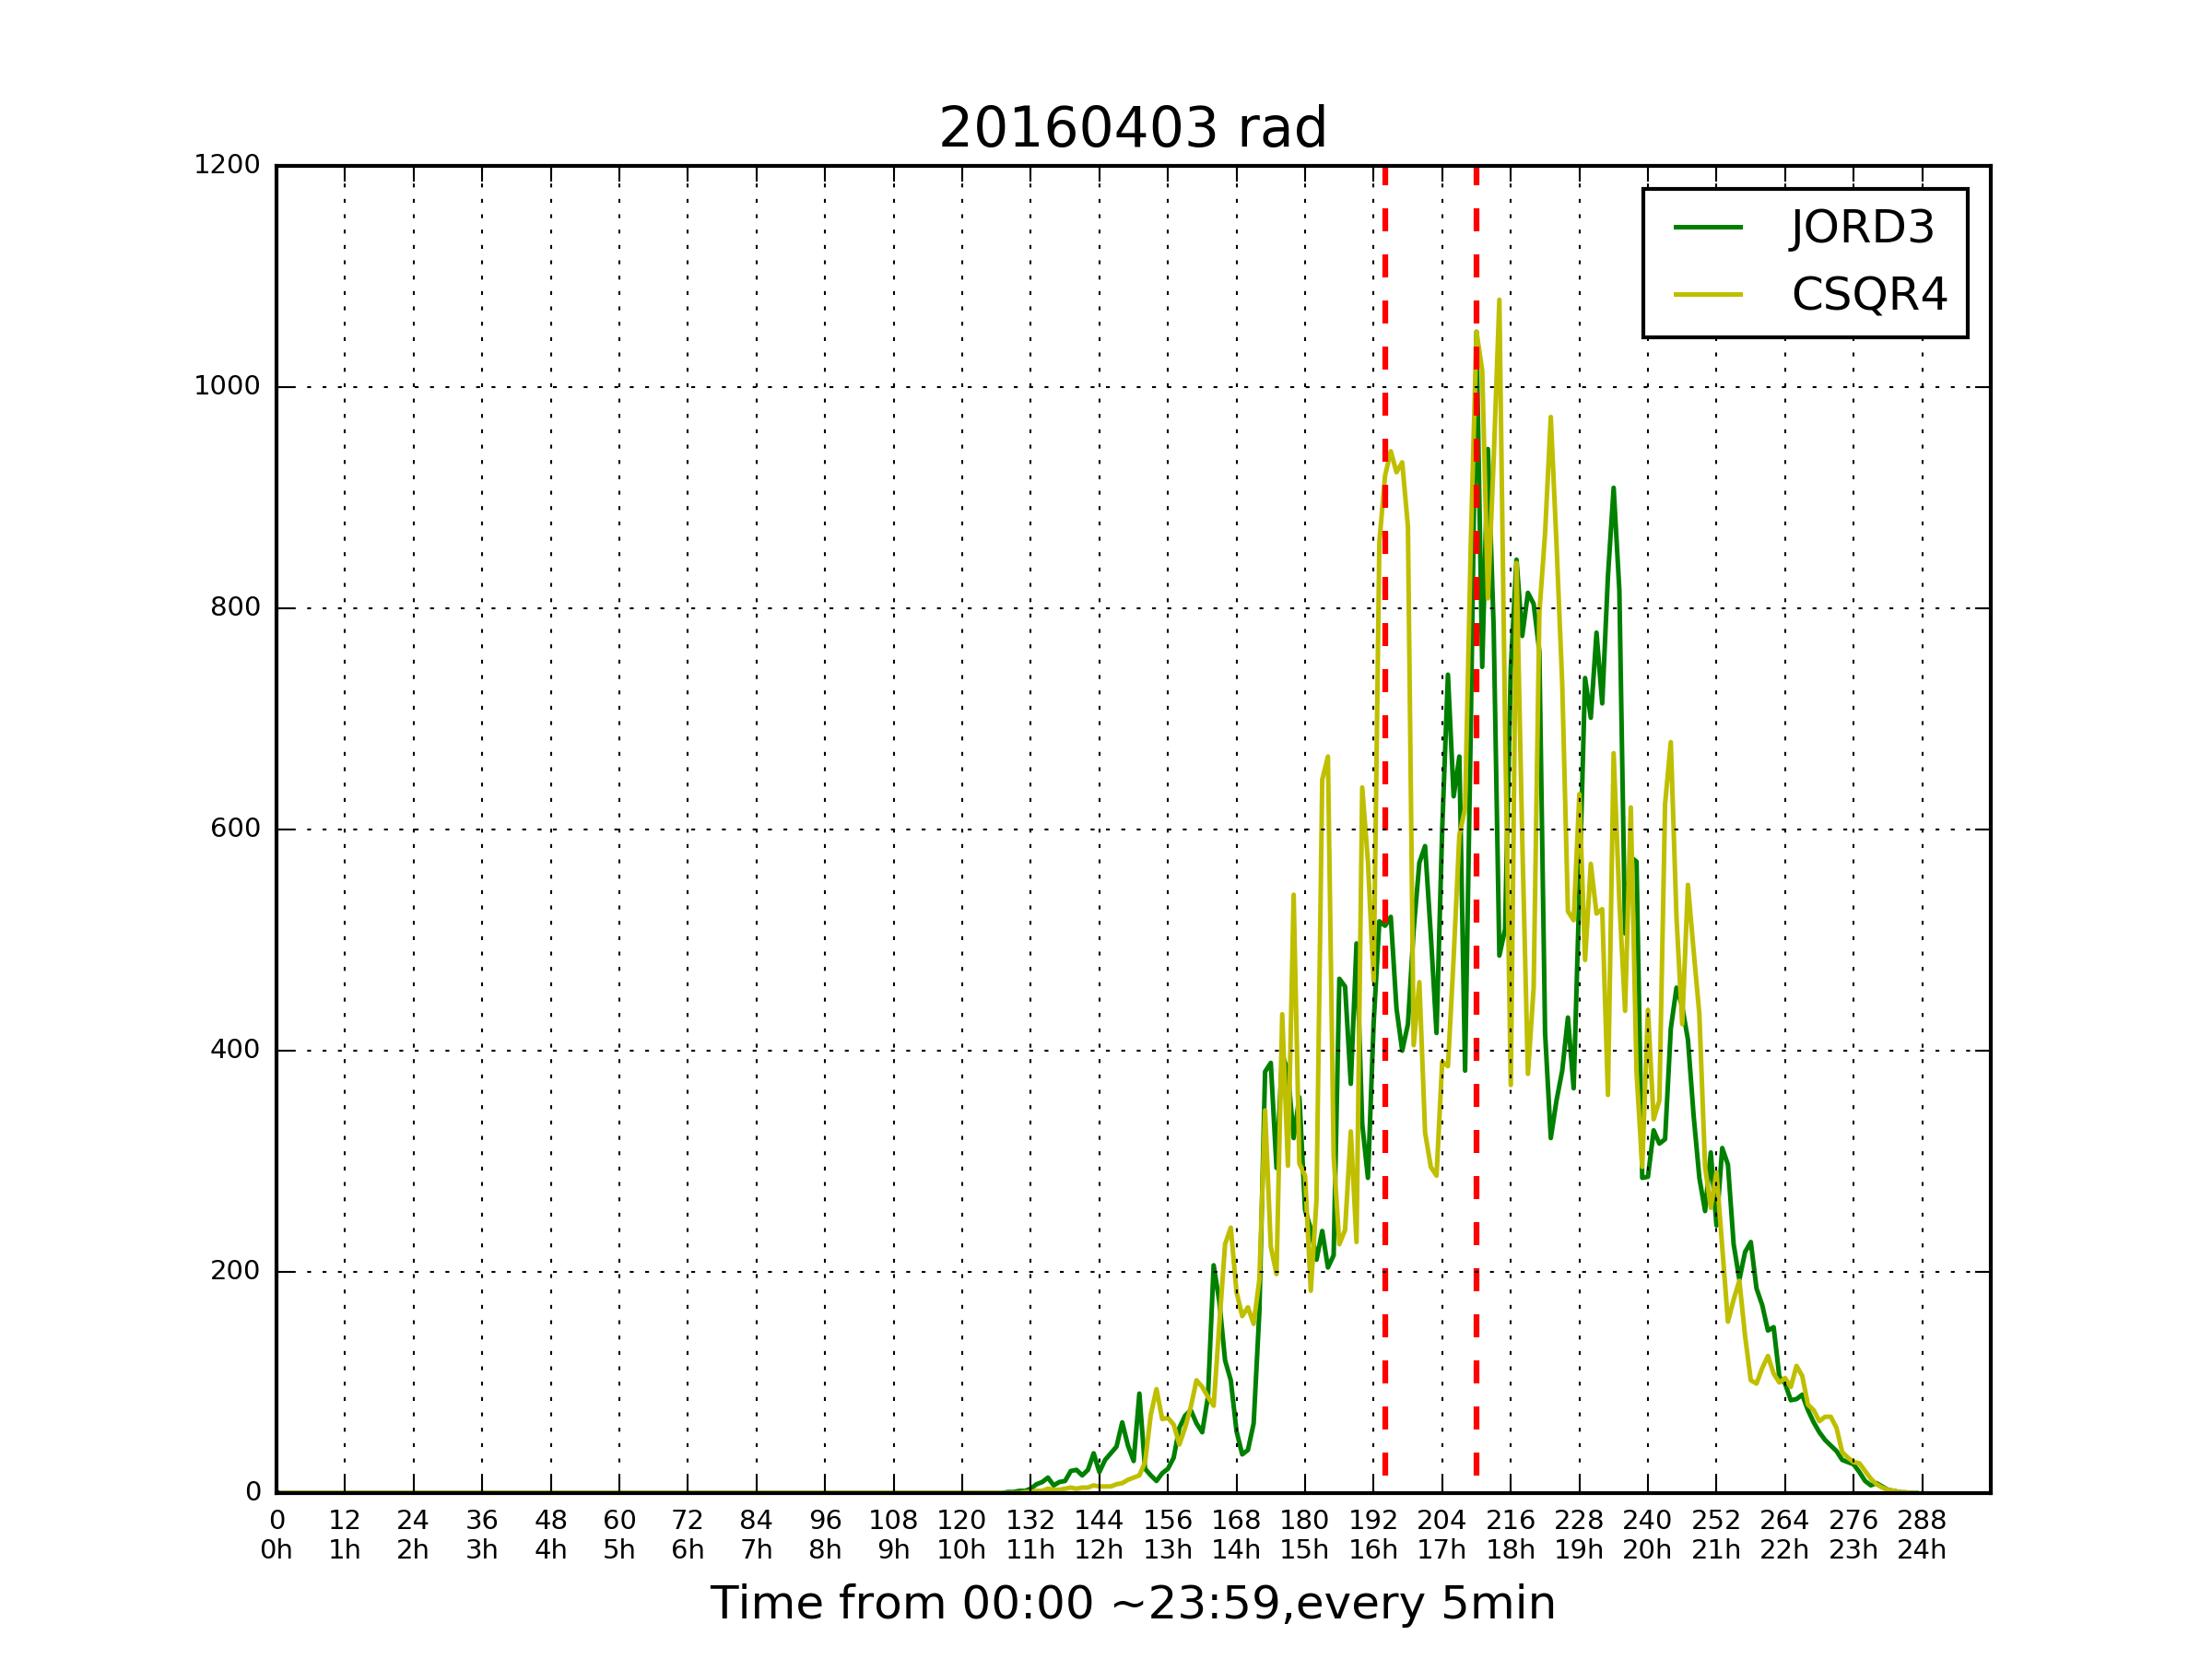 20160403 rad
1200
1000
800
600
400
200
0
JORD3
CSQR4
0 12 24 36 48 60 72 84 96 108 120 132 144 156 168 180 192 204 216 228 240 252 264 276 288
0h 1h 2h 3h 4h 5h 6h 7h 8h 9h 10h 11h 12h 13h 14h 15h 16h 17h 18h 19h 20h 21h 22h 23h 24h
Time from 00:00 ~23:59,every 5min